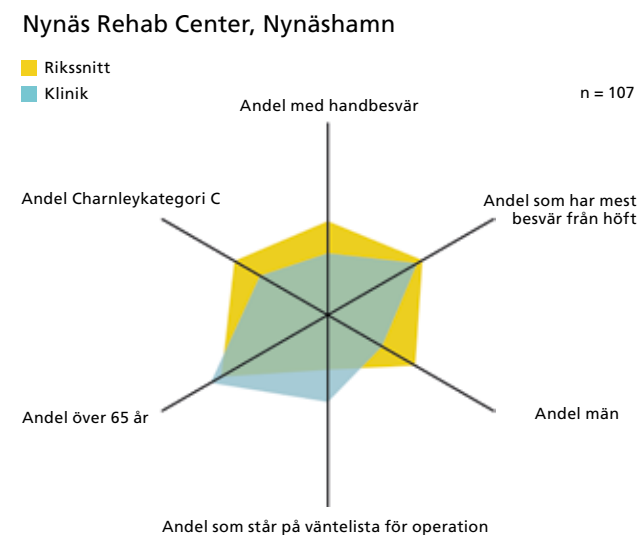 Nynäs Rehab Center, Nynäshamn
Rikssnitt
Klinik
n = 107
Andel med handbesvär
Andel Charnleykategori C
Andel som har mest
besvär från höft
Andel över 65 år
Andel män
Andel som står på väntelista för operation